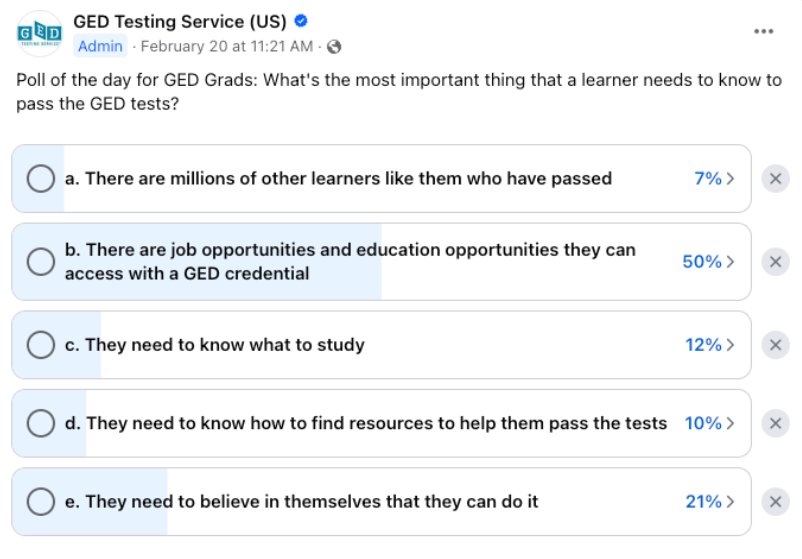 GED
TESTING SERVICE
GED Testing Service (US)
Admin · February 20 at 11:21 AM ·
Poll of the day for GED Grads: What's the most important thing that a learner needs to know to
pass the GED tests?
a. There are millions of other learners like them who have passed 7%
b. There are job opportunities and education opportunities they can
access with a GED credential 50%
c. They need to know what to study 12%
d. They need to know how to find resources to help them pass the tests 10%
e. They need to believe in themselves that they can do it 21%